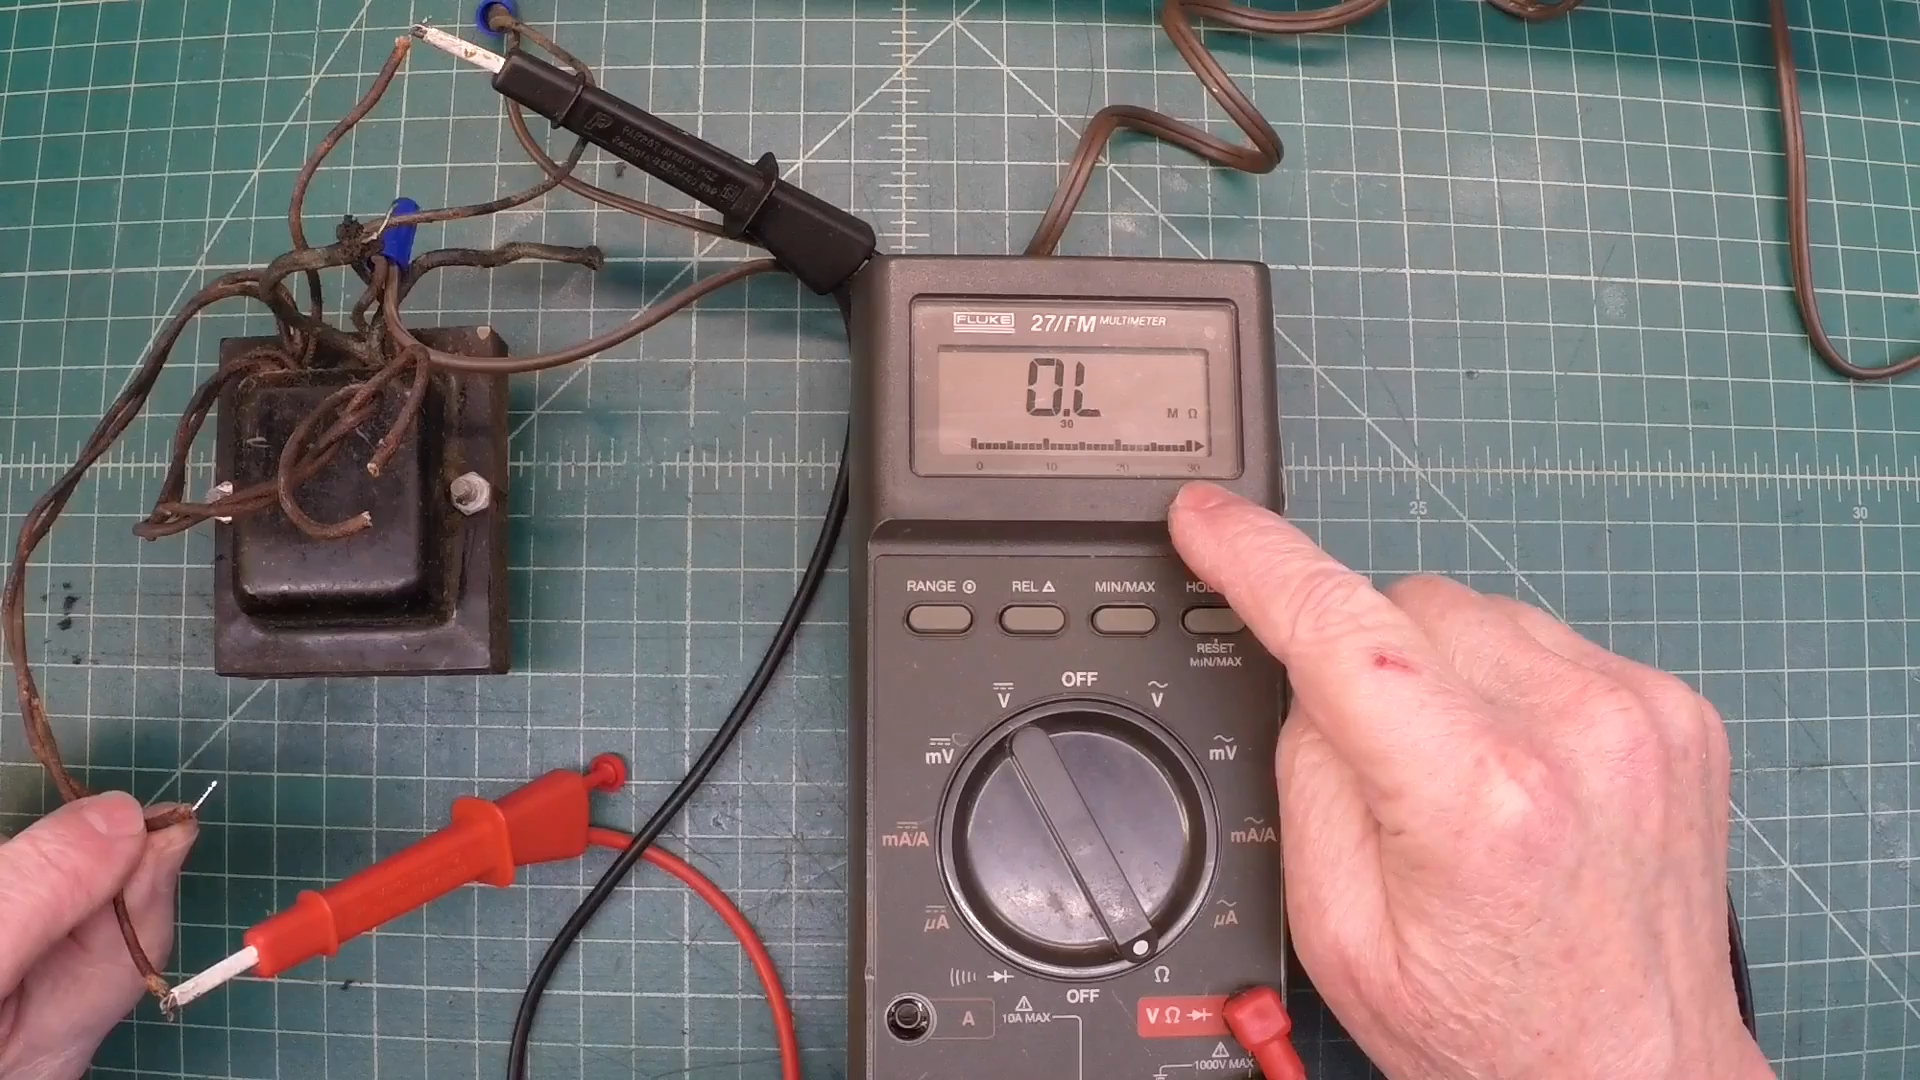 FLUKE 27/FM MULTIMETER
O.L
30
M Ω
0 10 20 30
25
30
RANGE REL △ MIN/MAX HO
RESET
MIN/MAX
OFF
V
V
mV
mV
mA/A
mA/A
µA
µA
Ω
OFF
A
10A MAX
V Ω
1000V MAX